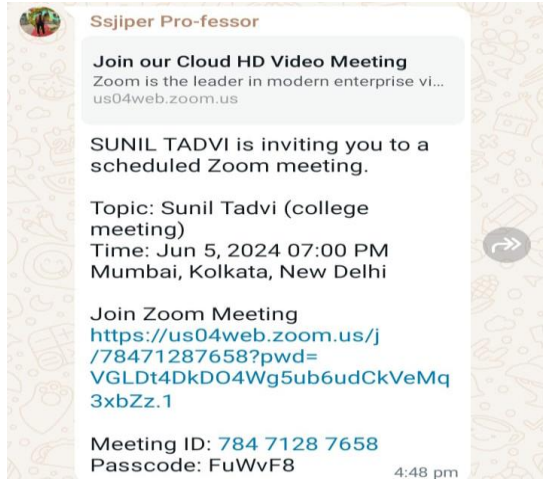 Ssjiper Pro-fessor
Join our Cloud HD Video Meeting
Zoom is the leader in modern enterprise vi...
us04web.zoom.us
SUNIL TADVI is inviting you to a
scheduled Zoom meeting.
Topic: Sunil Tadvi (college
meeting)
Time: Jun 5, 2024 07:00 PM
Mumbai, Kolkata, New Delhi
Join Zoom Meeting
https://us04web.zoom.us/j
/78471287658?pwd=
VGLDt4DkDO4Wg5ub6udCkVeMq
3xbZz.1
Meeting ID: 784 7128 7658
Passcode: FuWvF8
4:48 pm